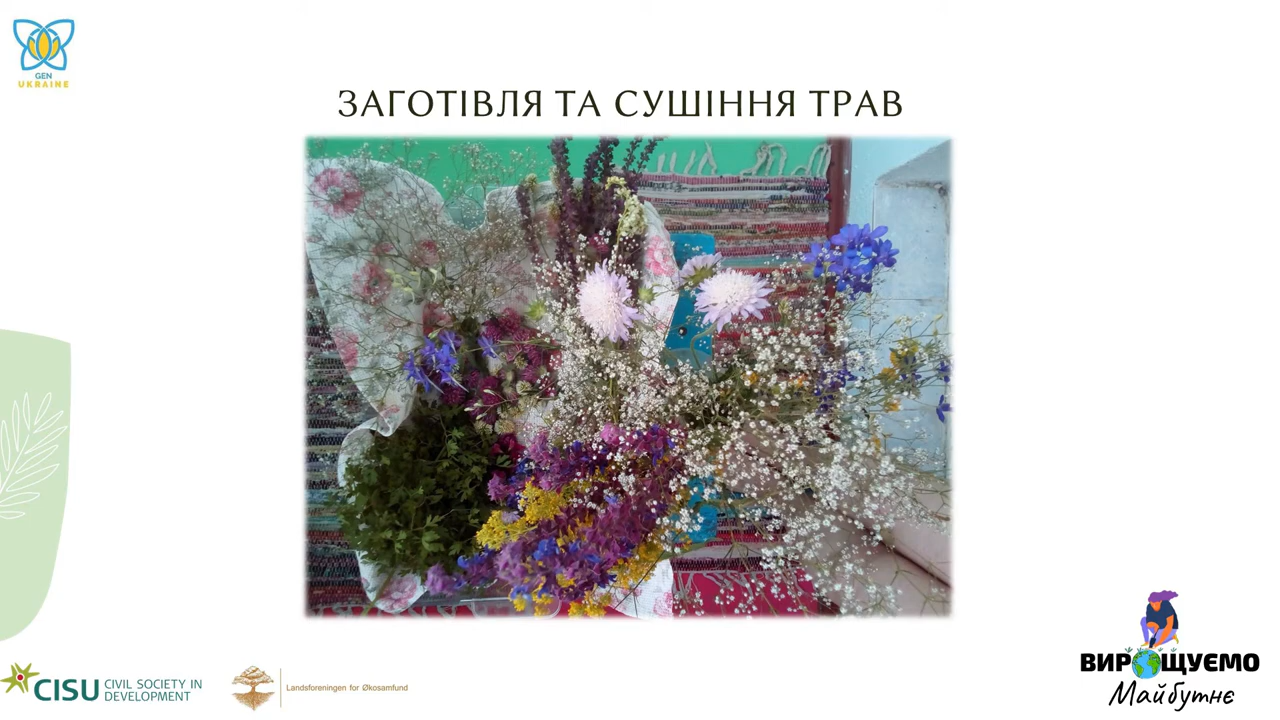 GEN
UKRAINE
ЗАГОТІВЛЯ ТА СУШІННЯ ТРАВ
CISU CIVIL SOCIETY IN
DEVELOPMENT
Landsforeningen for Økosamfund
ВИРОЩУЄМО
Майбутнє